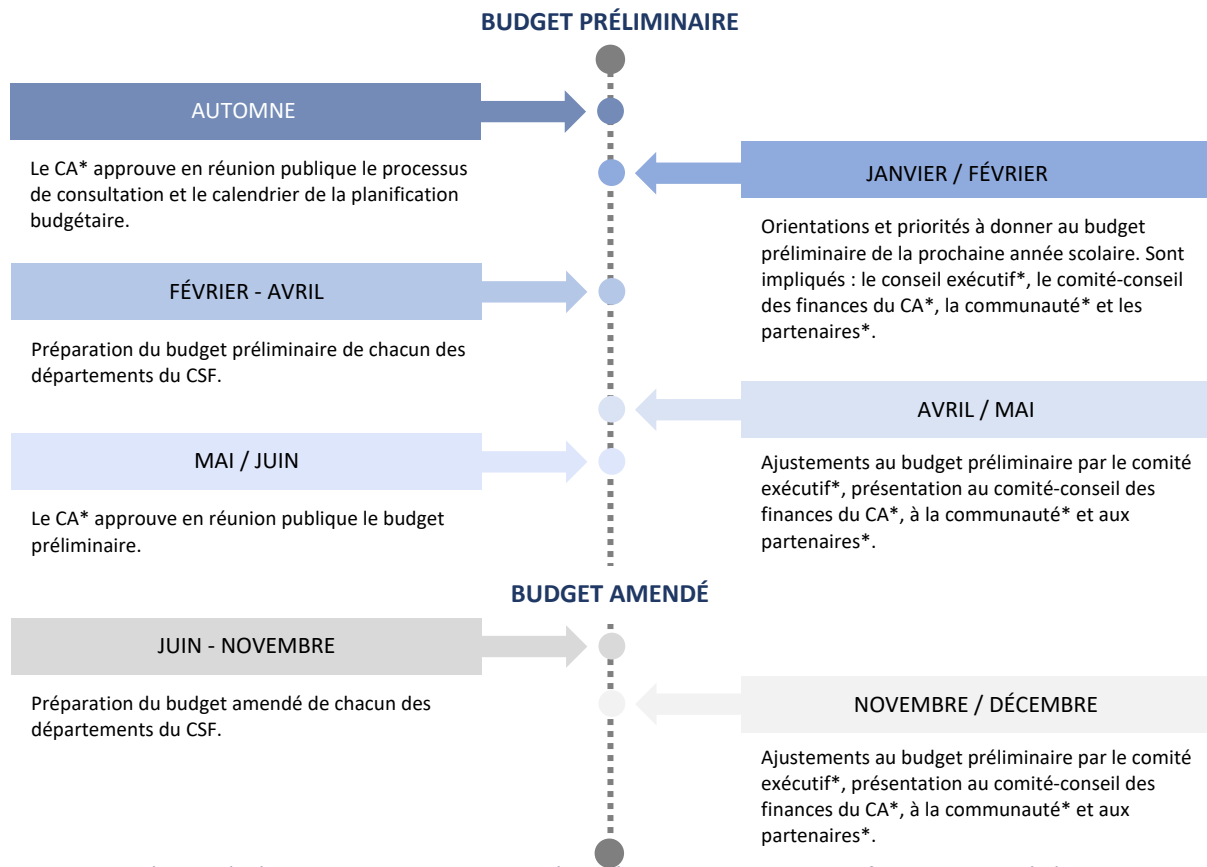 BUDGET PRÉLIMINAIRE
AUTOMNE
Le CA* approuve en réunion publique le processus
de consultation et le calendrier de la planification
budgétaire.
JANVIER / FÉVRIER
Orientations et priorités à donner au budget
préliminaire de la prochaine année scolaire. Sont
impliqués : le conseil exécutif*, le comité-conseil
des finances du CA*, la communauté* et les
partenaires*.
FÉVRIER - AVRIL
Préparation du budget préliminaire de chacun des
départements du CSF.
AVRIL / MAI
Ajustements au budget préliminaire par le comité
exécutif*, présentation au comité-conseil des
finances du CA*, à la communauté* et aux
partenaires*.
MAI / JUIN
Le CA* approuve en réunion publique le budget
préliminaire.
BUDGET AMENDÉ
JUIN - NOVEMBRE
Préparation du budget amendé de chacun des
départements du CSF.
NOVEMBRE / DÉCEMBRE
Ajustements au budget préliminaire par le comité
exécutif*, présentation au comité-conseil des
finances du CA*, à la communauté* et aux
partenaires*.